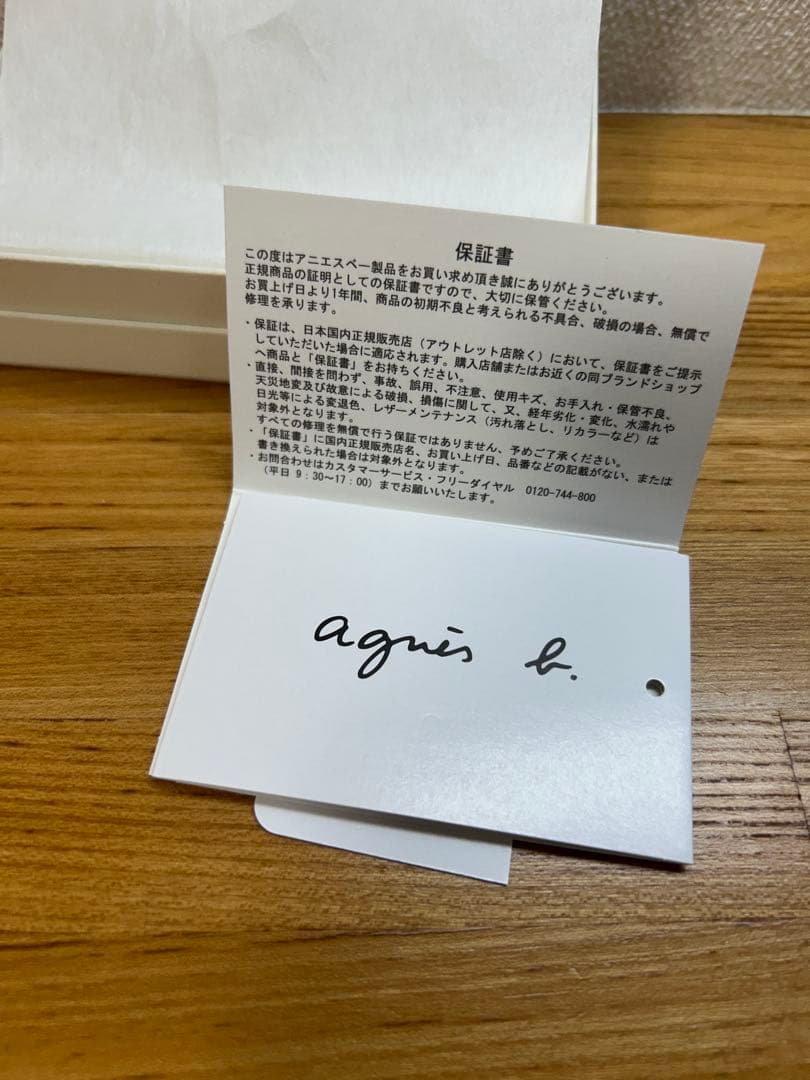 保証書
この度はアニエスベー製品をお買い求め頂き誠にありがとうございます。
正規商品の証明としての保証書ですので、大切に保管ください。
お買上げ日より1年間、商品の初期不良と考えられる不具合、破損の場合、無償で
修理を承ります。
・保証は、日本国内正規販売店（アウトレット店除く）において、保証書をご提示
していただいた場合に適応されます。購入店舗またはお近くの同ブランドショップ
へ商品と「保証書」をお持ちください。
・直接、間接を問わず、事故、誤用、不注意、使用キズ、お手入れ・保管不良、
天災地変及び故意による破損、損傷に関して、又、経年劣化・変化、水濡れや
日光等による変退色、レザーメンテナンス（汚れ落とし、リカラーなど）は
対象外となります。
すべての修理を無償で行う保証ではありません、予めご了承ください。
・「保証書」に国内正規販売店名、お買い上げ日、品番などの記載がない、または
書き換えられた場合は対象外となります。
・お問合わせはカスタマーサービス・フリーダイヤル 0120-744-800
（平日 9：30〜17：00）までお願いいたします。
agnès b.